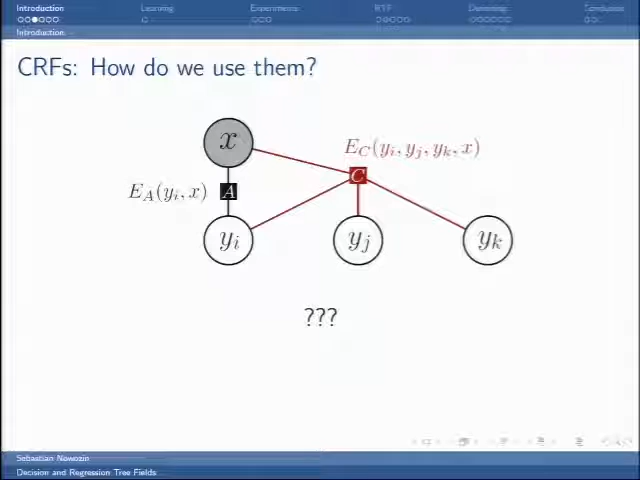 Introduction Learning Experiments RTF Denoising Conclusion
Introduction
CRFs: How do we use them?
x
E_C(y_i, y_j, y_k, x)
C
E_A(y_i, x) A
y_i y_j y_k
???
Sebastian Nowozin
Decision and Regression Tree Fields